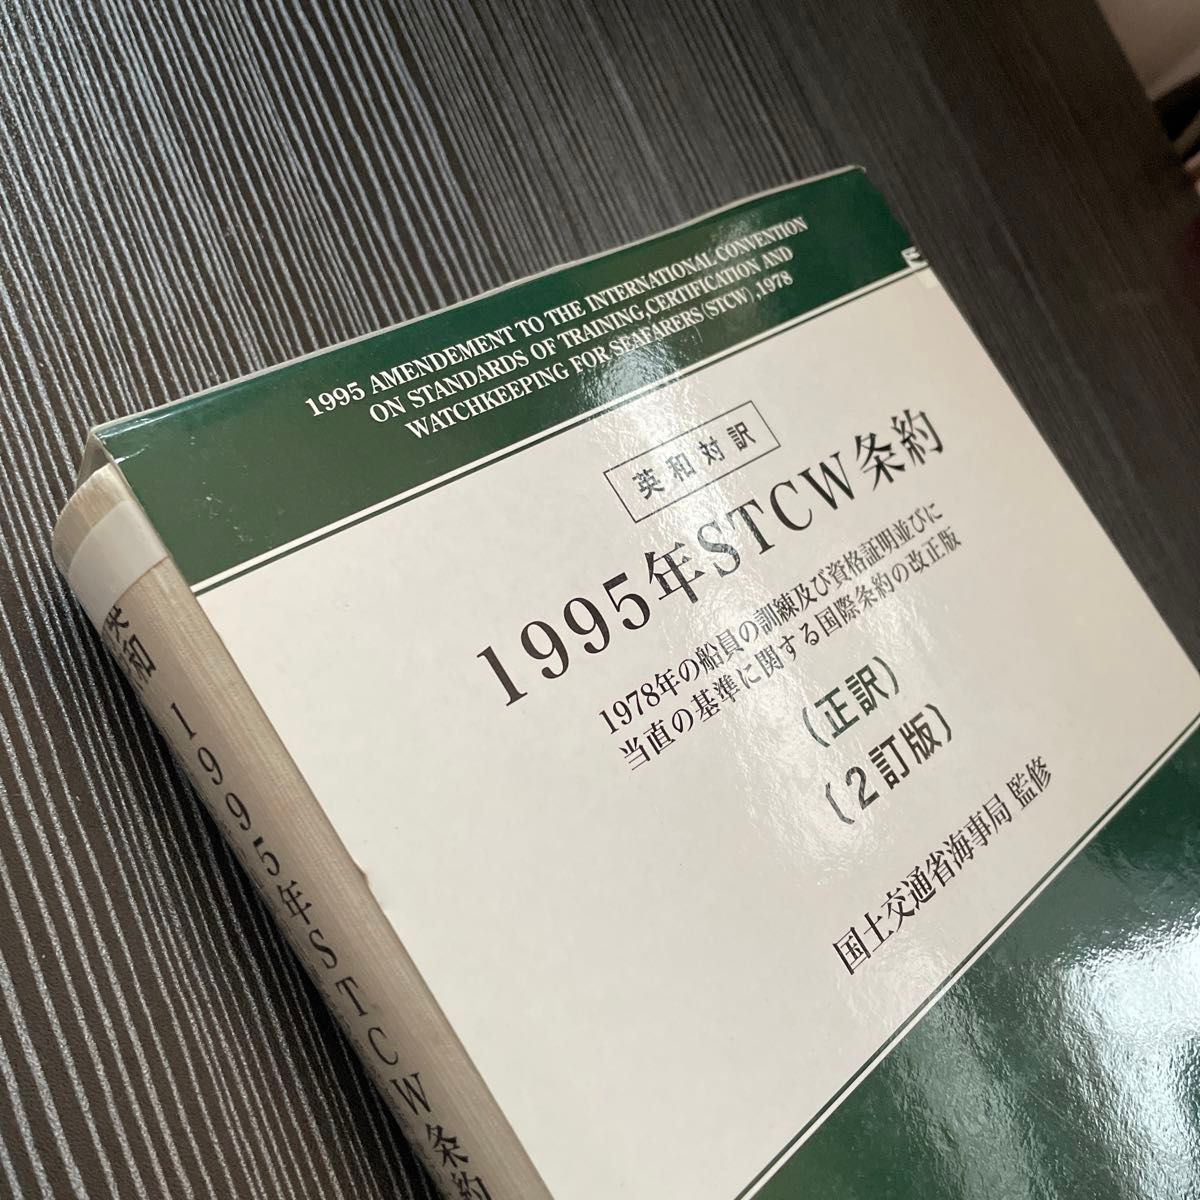 1995 AMENDEMENT TO THE INTERNATIONAL CONVENTION
ON STANDARDS OF TRAINING,CERTIFICATION AND
WATCHKEEPING FOR SEAFARERS(STCW),1978
英和対訳
1995年STCW条約
1978年の船員の訓練及び資格証明並びに
当直の基準に関する国際条約の改正版
(正訳)
〔2訂版〕
国土交通省海事局 監修
英和
1995年STCW条約